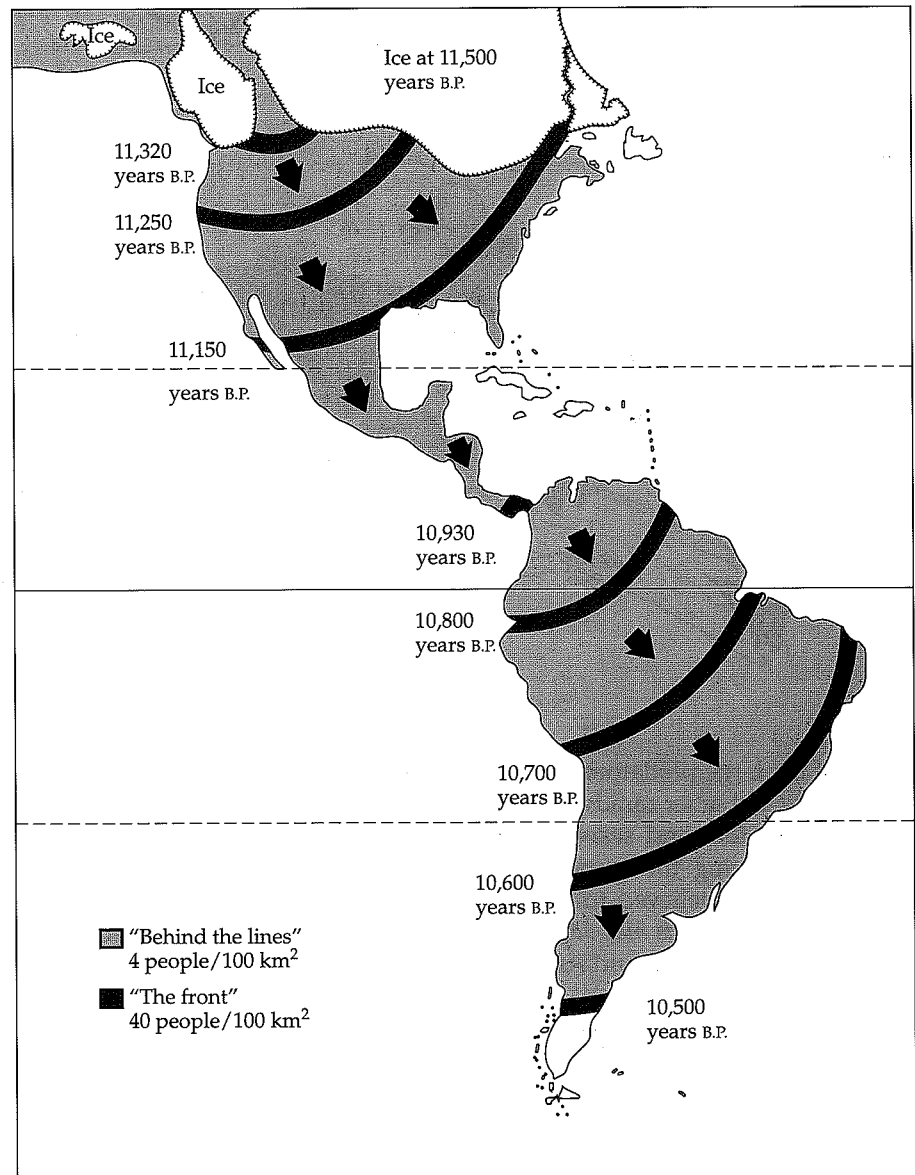 Ice
Ice
Ice at 11,500
years B.P.
11,320
years B.P.
11,250
years B.P.
11,150
years B.P.
10,930
years B.P.
10,800
years B.P.
10,700
years B.P.
10,600
years B.P.
"Behind the lines"
4 people/100 km²
"The front"
40 people/100 km²
10,500
years B.P.